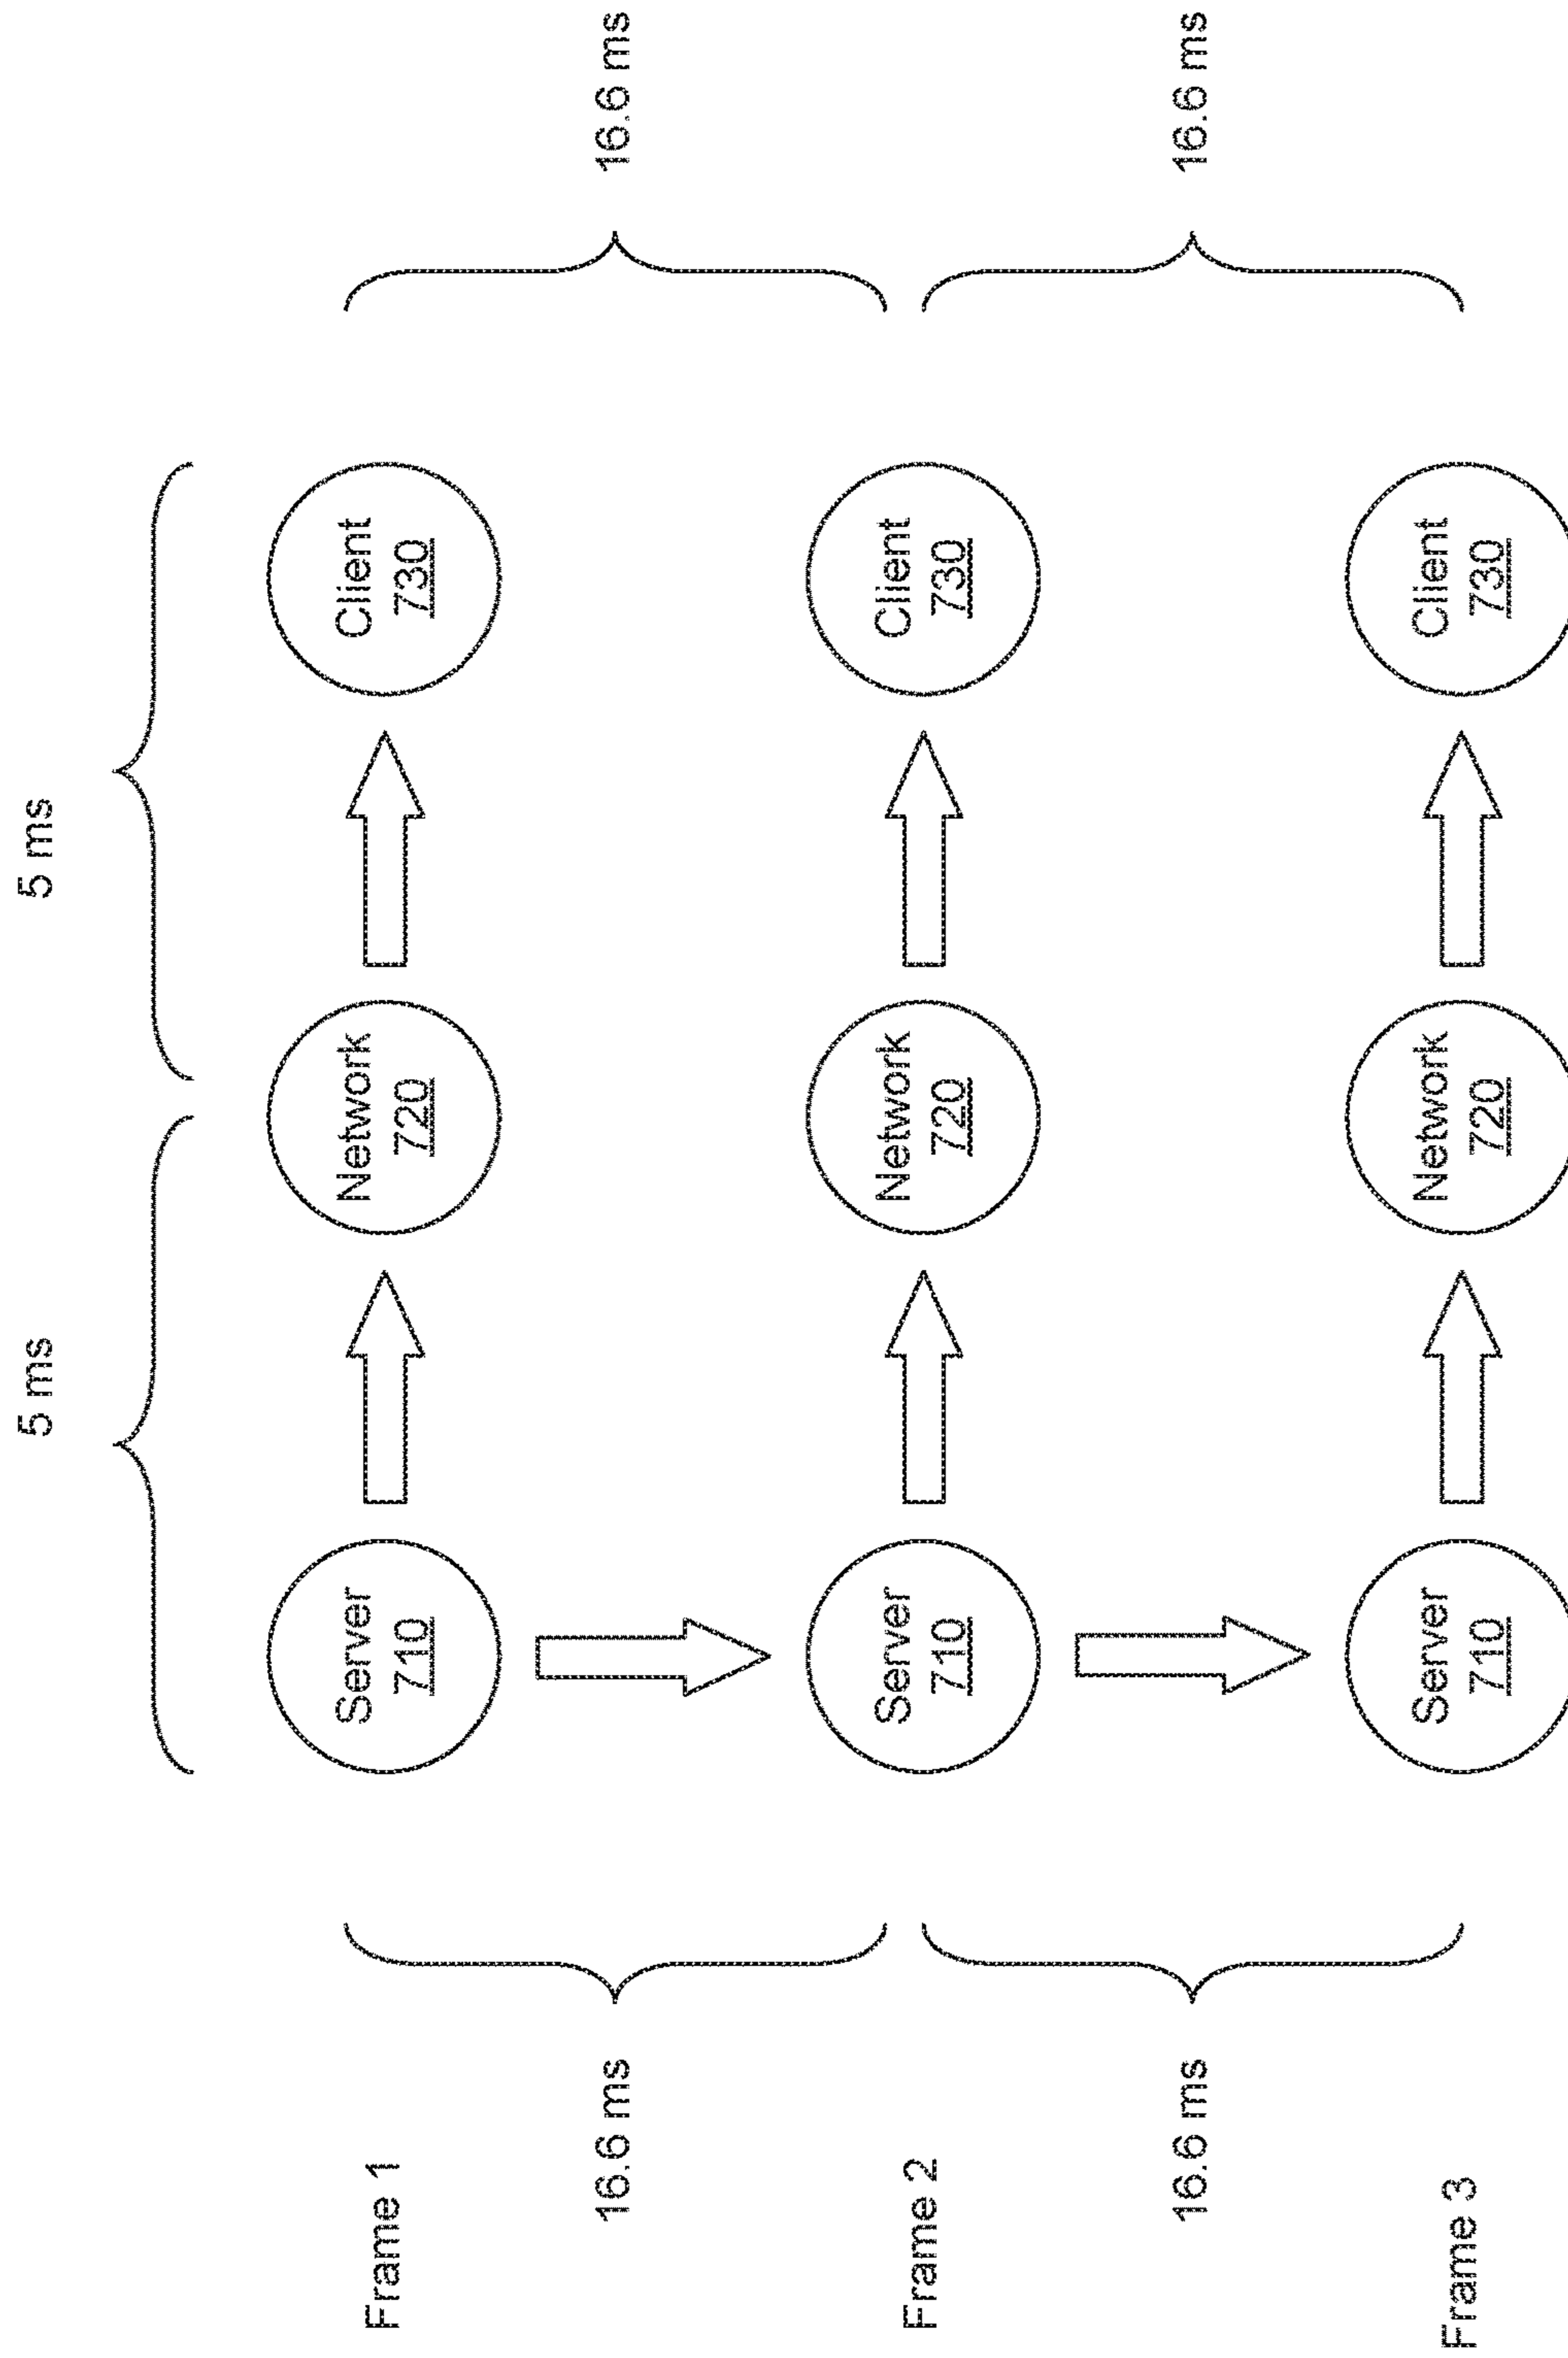 5 ms
5 ms
Frame 1
Server
710
Network
720
Client
730
16.6 ms
16.6 ms
Frame 2
Server
710
Network
720
Client
730
16.6 ms
16.6 ms
Frame 3
Server
710
Network
720
Client
730